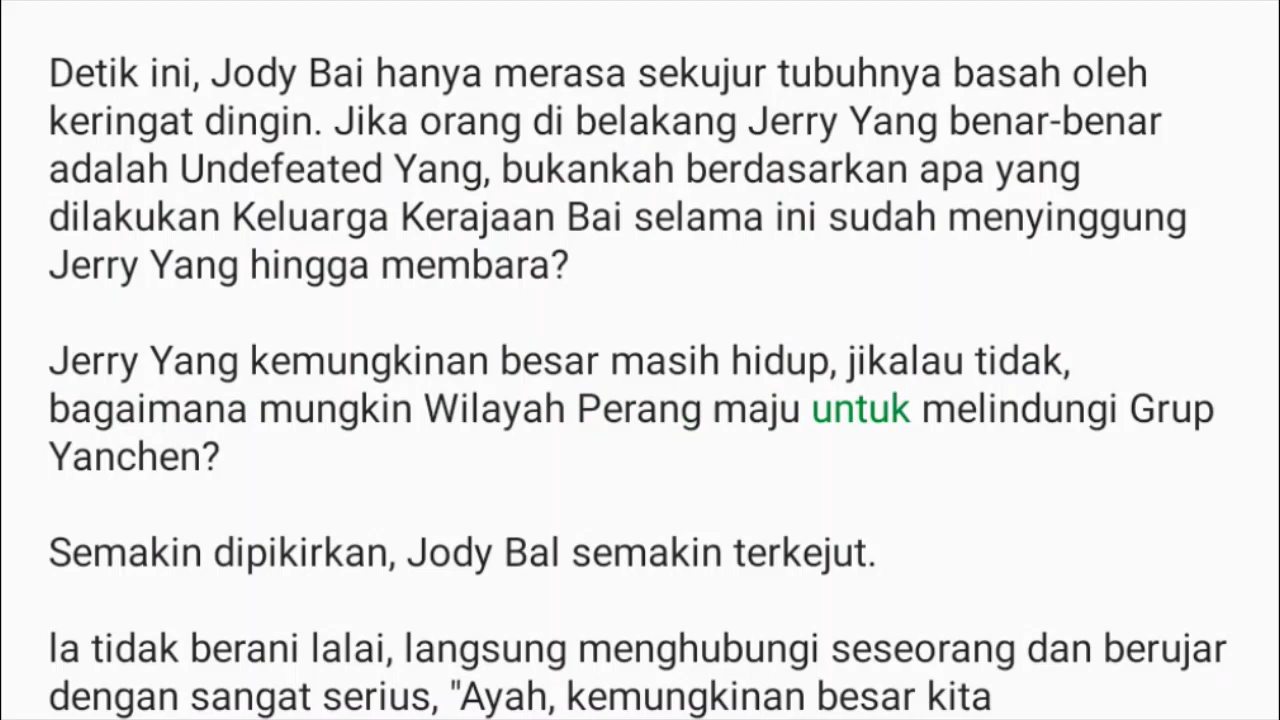 Detik ini, Jody Bai hanya merasa sekujur tubuhnya basah oleh
keringat dingin. Jika orang di belakang Jerry Yang benar-benar
adalah Undefeated Yang, bukankah berdasarkan apa yang
dilakukan Keluarga Kerajaan Bai selama ini sudah menyinggung
Jerry Yang hingga membara?
Jerry Yang kemungkinan besar masih hidup, jikalau tidak,
bagaimana mungkin Wilayah Perang maju untuk melindungi Grup
Yanchen?
Semakin dipikirkan, Jody Bal semakin terkejut.
la tidak berani lalai, langsung menghubungi seseorang dan berujar
dengan sangat serius, "Ayah, kemungkinan besar kita